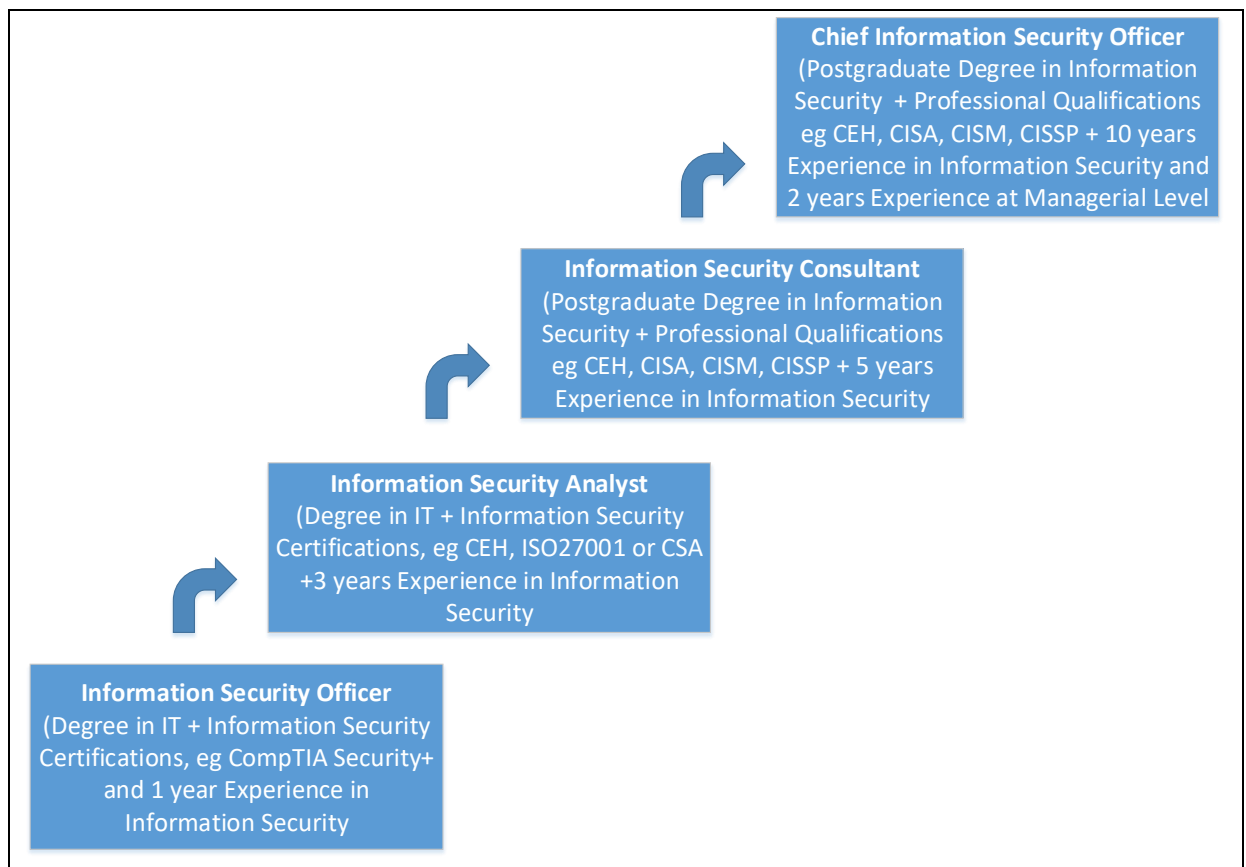 Chief Information Security Officer
(Postgraduate Degree in Information
Security + Professional Qualifications
eg CEH, CISA, CISM, CISSP + 10 years
Experience in Information Security and
2 years Experience at Managerial Level
Information Security Consultant
(Postgraduate Degree in Information
Security + Professional Qualifications
eg CEH, CISA, CISM, CISSP + 5 years
Experience in Information Security
Information Security Analyst
(Degree in IT + Information Security
Certifications, eg CEH, ISO27001 or CSA
+3 years Experience in Information
Security
Information Security Officer
(Degree in IT + Information Security
Certifications, eg CompTIA Security+
and 1 year Experience in
Information Security